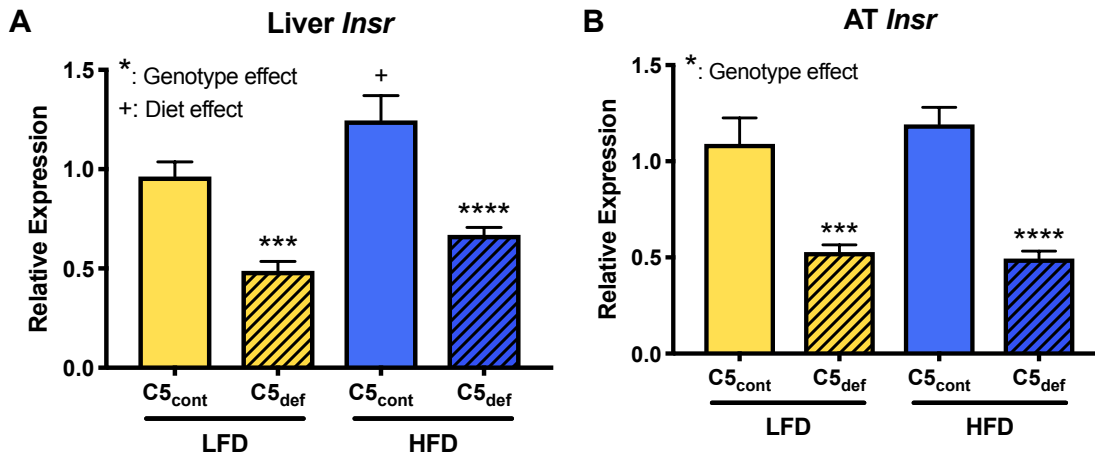 A
Liver Insr
*: Genotype effect
+: Diet effect
Relative Expression
1.5
1.0
0.5
0.0
***
+
****
C5cont
C5def
C5cont
C5def
LFD
HFD
B
AT Insr
*: Genotype effect
Relative Expression
1.5
1.0
0.5
0.0
***
****
C5cont
C5def
C5cont
C5def
LFD
HFD